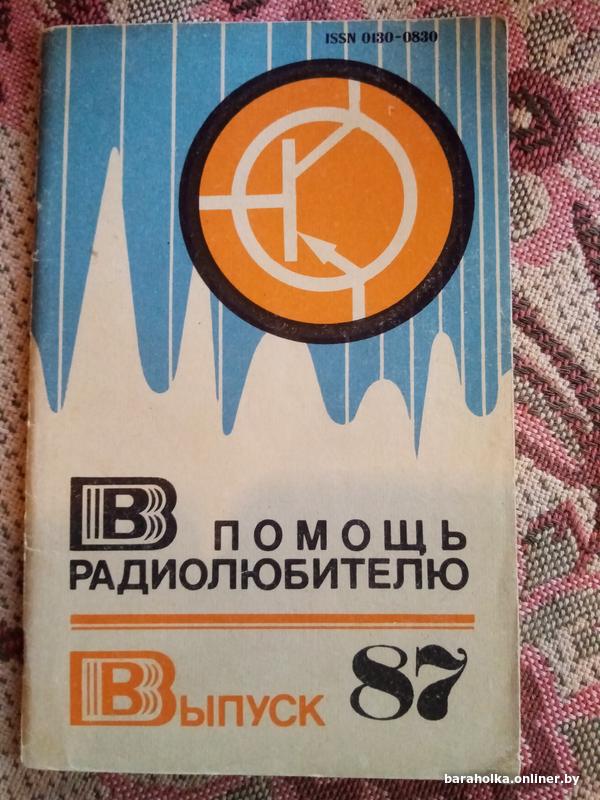 ISSN 0130-0830
В ПОМОЩЬ
РАДИОЛЮБИТЕЛЮ
Выпуск 87
baraholka.onliner.by